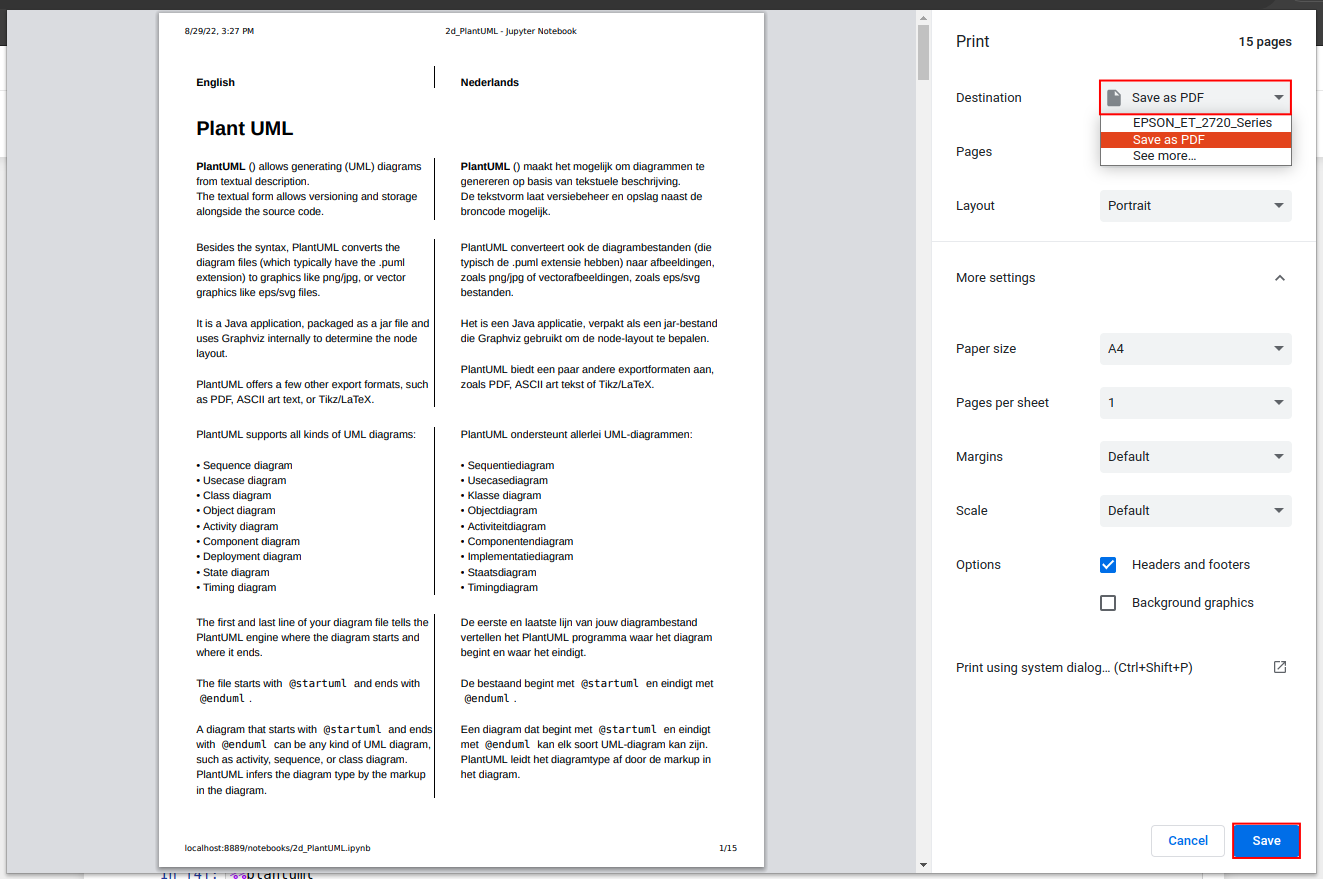 8/29/22, 3:27 PM
2d_PlantUML - Jupyter Notebook
English
Nederlands
Plant UML
PlantUML () allows generating (UML) diagrams
from textual description.
The textual form allows versioning and storage
alongside the source code.
PlantUML () maakt het mogelijk om diagrammen te
genereren op basis van tekstuele beschrijving.
De tekstvorm laat versiebeheer en opslag naast de
broncode mogelijk.
Besides the syntax, PlantUML converts the
diagram files (which typically have the .puml
extension) to graphics like png/jpg, or vector
graphics like eps/svg files.
It is a Java application, packaged as a jar file and
uses Graphviz internally to determine the node
layout.
PlantUML offers a few other export formats, such
as PDF, ASCII art text, or Tikz/LaTeX.
PlantUML converteert ook de diagrambestanden (die
typisch de .puml extensie hebben) naar afbeeldingen,
zoals png/jpg of vectorafbeeldingen, zoals eps/svg
bestanden.
Het is een Java applicatie, verpakt als een jar-bestand
die Graphviz gebruikt om de node-layout te bepalen.
PlantUML biedt een paar andere exportformaten aan,
zoals PDF, ASCII art tekst of Tikz/LaTeX.
PlantUML supports all kinds of UML diagrams:
• Sequence diagram
• Usecase diagram
• Class diagram
• Object diagram
• Activity diagram
• Component diagram
• Deployment diagram
• State diagram
• Timing diagram
PlantUML ondersteunt allerlei UML-diagrammen:
• Sequentiediagram
• Usecasediagram
• Klasse diagram
• Objectdiagram
• Activiteitdiagram
• Componentendiagram
• Implementatiediagram
• Staatsdiagram
• Timingdiagram
The first and last line of your diagram file tells the
PlantUML engine where the diagram starts and
where it ends.
The file starts with @startuml and ends with
@enduml .
A diagram that starts with @startuml and ends
with @enduml can be any kind of UML diagram,
such as activity, sequence, or class diagram.
PlantUML infers the diagram type by the markup
in the diagram.
De eerste en laatste lijn van jouw diagrambestand
vertellen het PlantUML programma waar het diagram
begint en waar het eindigt.
De bestaand begint met @startuml en eindigt met
@enduml .
Een diagram dat begint met @startuml en eindigt
met @enduml kan elk soort UML-diagram kan zijn.
PlantUML leidt het diagramtype af door de markup in
het diagram.
localhost:8889/notebooks/2d_PlantUML.ipynb
1/15
Print
15 pages
Destination
Save as PDF
EPSON_ET_2720_Series
Save as PDF
See more...
Pages
Layout
Portrait
More settings
Paper size
A4
Pages per sheet
1
Margins
Default
Scale
Default
Options
Headers and footers
Background graphics
Print using system dialog... (Ctrl+Shift+P)
Cancel
Save
%%plantuml